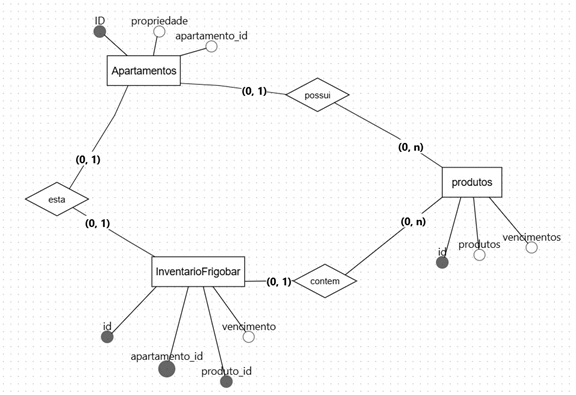 ID
propriedade
apartamento_id
Apartamentos
(0, 1)
possui
(0, n)
(0, 1)
esta
(0, 1)
produtos
(0, n)
id
produtos
vencimentos
InventarioFrigobar
(0, 1)
contem
id
apartamento_id
produto_id
vencimento